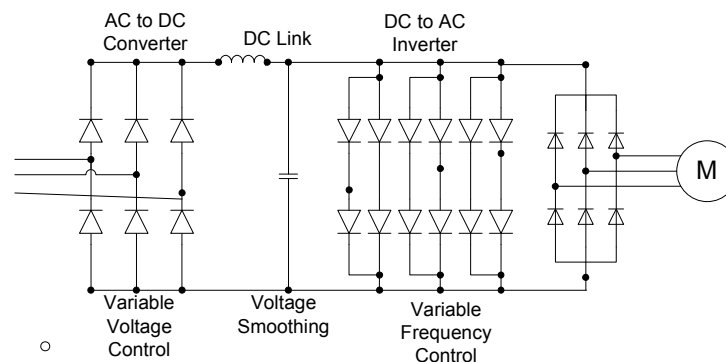 AC to DC
Converter
DC Link
DC to AC
Inverter
M
Variable
Voltage
Control
Voltage
Smoothing
Variable
Frequency
Control